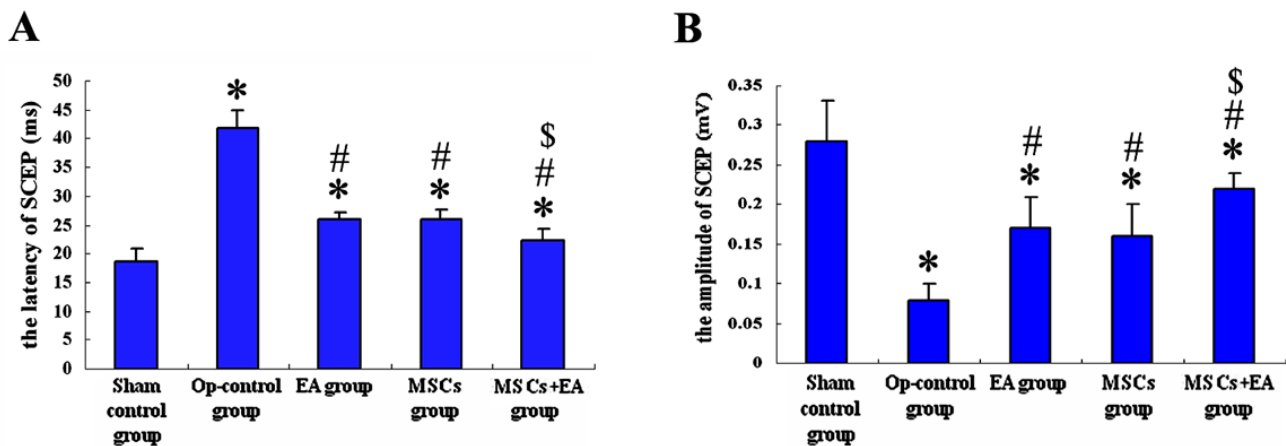 A
the latency of SCEP (ms)
50
45
40
35
30
25
20
15
10
5
0
*
#
*
#
*
$
#
*
Sham
control
group
Op-control
group
EA group
MSCs
group
MSCs+EA
group
B
the amplitude of SCEP (mV)
0.35
0.3
0.25
0.2
0.15
0.1
0.05
0
*
#
*
#
*
$
#
*
Sham
control
group
Op-control
group
EA group
MSCs
group
MSCs+EA
group